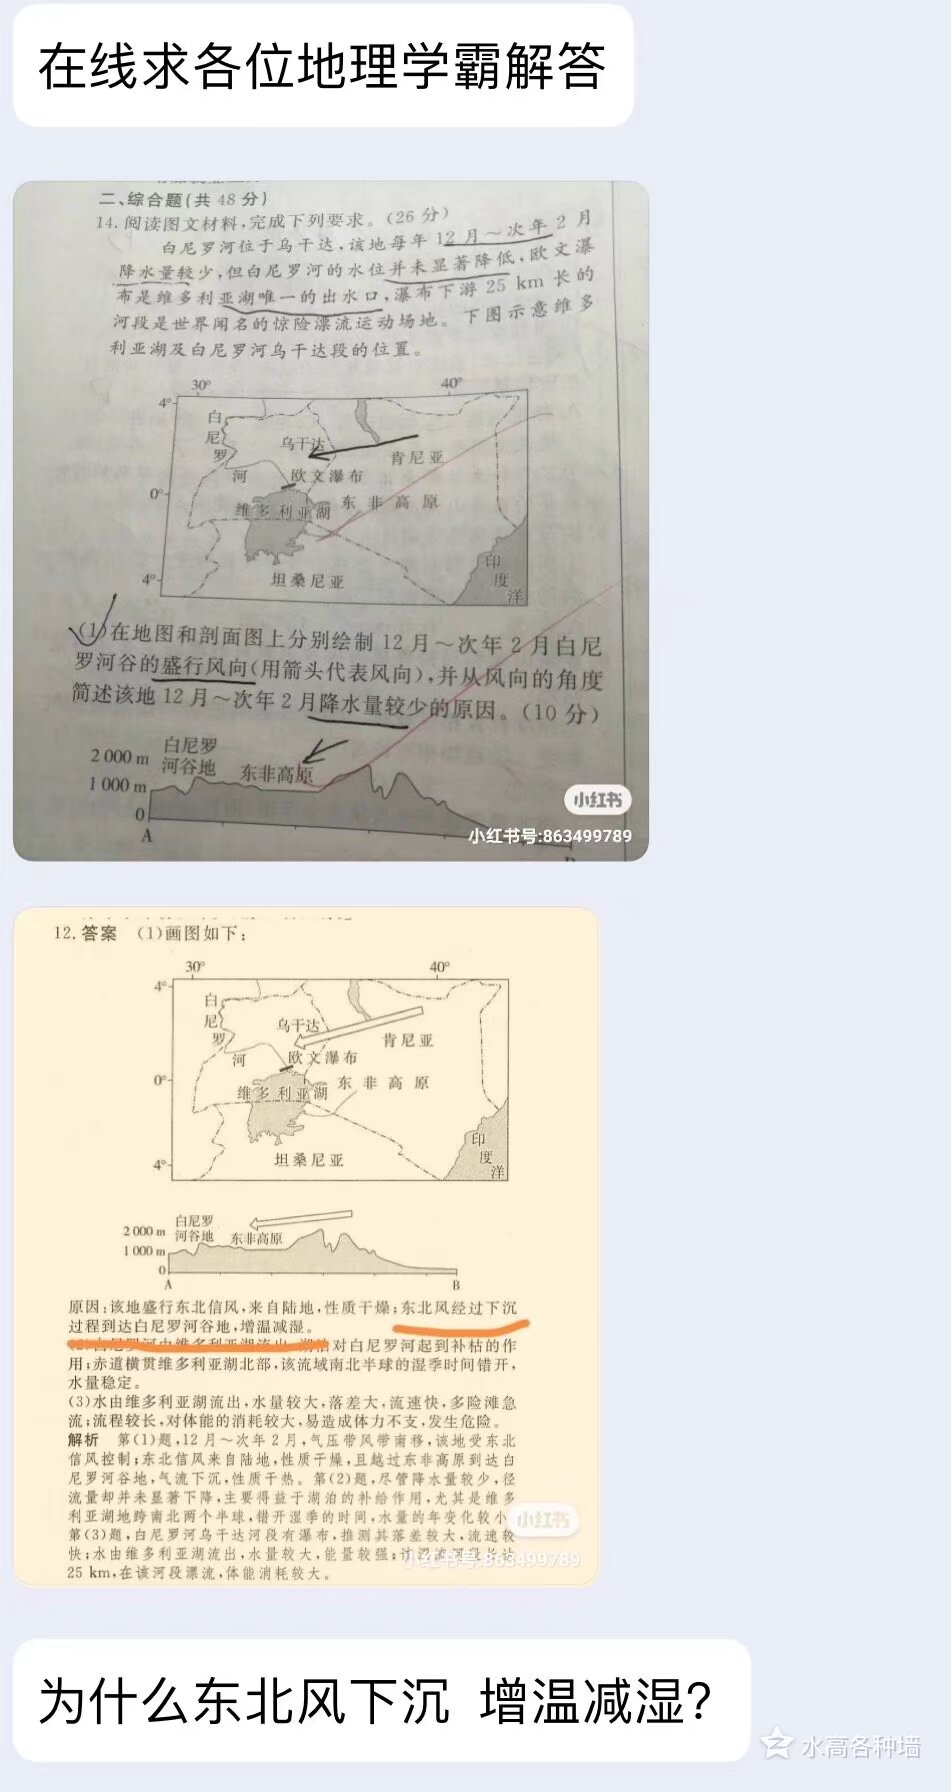 在线求各位地理学霸解答
二、综合题(共 48 分)
14. 阅读图文材料,完成下列要求。(26 分)
白尼罗河位于乌干达,该地每年 12 月～次年 2 月
降水量较少,但白尼罗河的水位并未显著降低,欧文瀑
布是维多利亚湖唯一的出水口,瀑布下游 25 km 长的
河段是世界闻名的惊险漂流运动场地。下图示意维多
利亚湖及白尼罗河乌干达段的位置。
30° 40°
4°
白
尼
罗
河
乌干达
肯尼亚
欧文瀑布
0°
维多利亚湖
东非高原
4°
坦桑尼亚
印
度
洋
(1)在地图和剖面图上分别绘制 12 月～次年 2 月白尼
罗河谷的盛行风向(用箭头代表风向),并从风向的角度
简述该地 12 月～次年 2 月降水量较少的原因。(10 分)
2 000 m
白尼罗
河谷地
东非高原
1 000 m
0
A
小红书
小红书号:863499789
12. 答案 (1)画图如下:
30° 40°
4°
白
尼
罗
河
乌干达
肯尼亚
欧文瀑布
0°
维多利亚湖
东非高原
4°
坦桑尼亚
印
度
洋
2 000 m
白尼罗
河谷地
东非高原
1 000 m
0
A B
原因:该地盛行东北信风,来自陆地,性质干燥;东北风经过下沉
过程到达白尼罗河谷地,增温减湿。
(2)白尼罗河由维多利亚湖流出,湖泊对白尼罗河起到补枯的作
用;赤道横贯维多利亚湖北部,该流域南北半球的湿季时间错开,
水量稳定。
(3)水由维多利亚湖流出,水量较大,落差大,流速快,多险滩急
流;流程较长,对体能的消耗较大,易造成体力不支,发生危险。
解析 第(1)题,12 月～次年 2 月,气压带风带南移,该地受东北
信风控制;东北信风来自陆地,性质干燥,且越过东非高原到达白
尼罗河谷地,气流下沉,性质干热。第(2)题,尽管降水量较少,径
流量却并未显著下降,主要得益于湖泊的补给作用,尤其是维多
利亚湖地跨南北两个半球,错开湿季的时间,水量的年变化较小。
第(3)题,白尼罗河乌干达河段有瀑布,推测其落差较大,流速较
快;水由维多利亚湖流出,水量较大,能量较强;该漂流河段长达
25 km,在该河段漂流,体能消耗较大。
小红书
小红书号:863499789
为什么东北风下沉 增温减湿?
水高各种墙